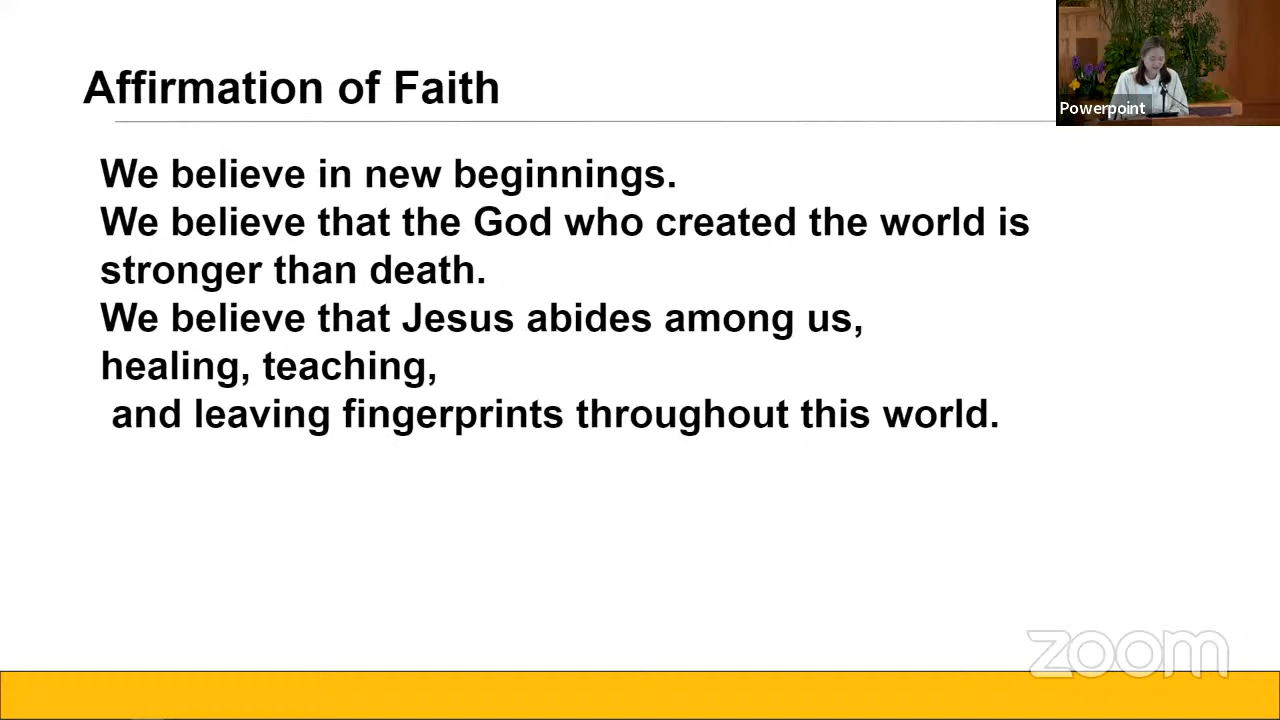 Affirmation of Faith
Powerpoint
We believe in new beginnings.
We believe that the God who created the world is
stronger than death.
We believe that Jesus abides among us,
healing, teaching,
and leaving fingerprints throughout this world.
zoom